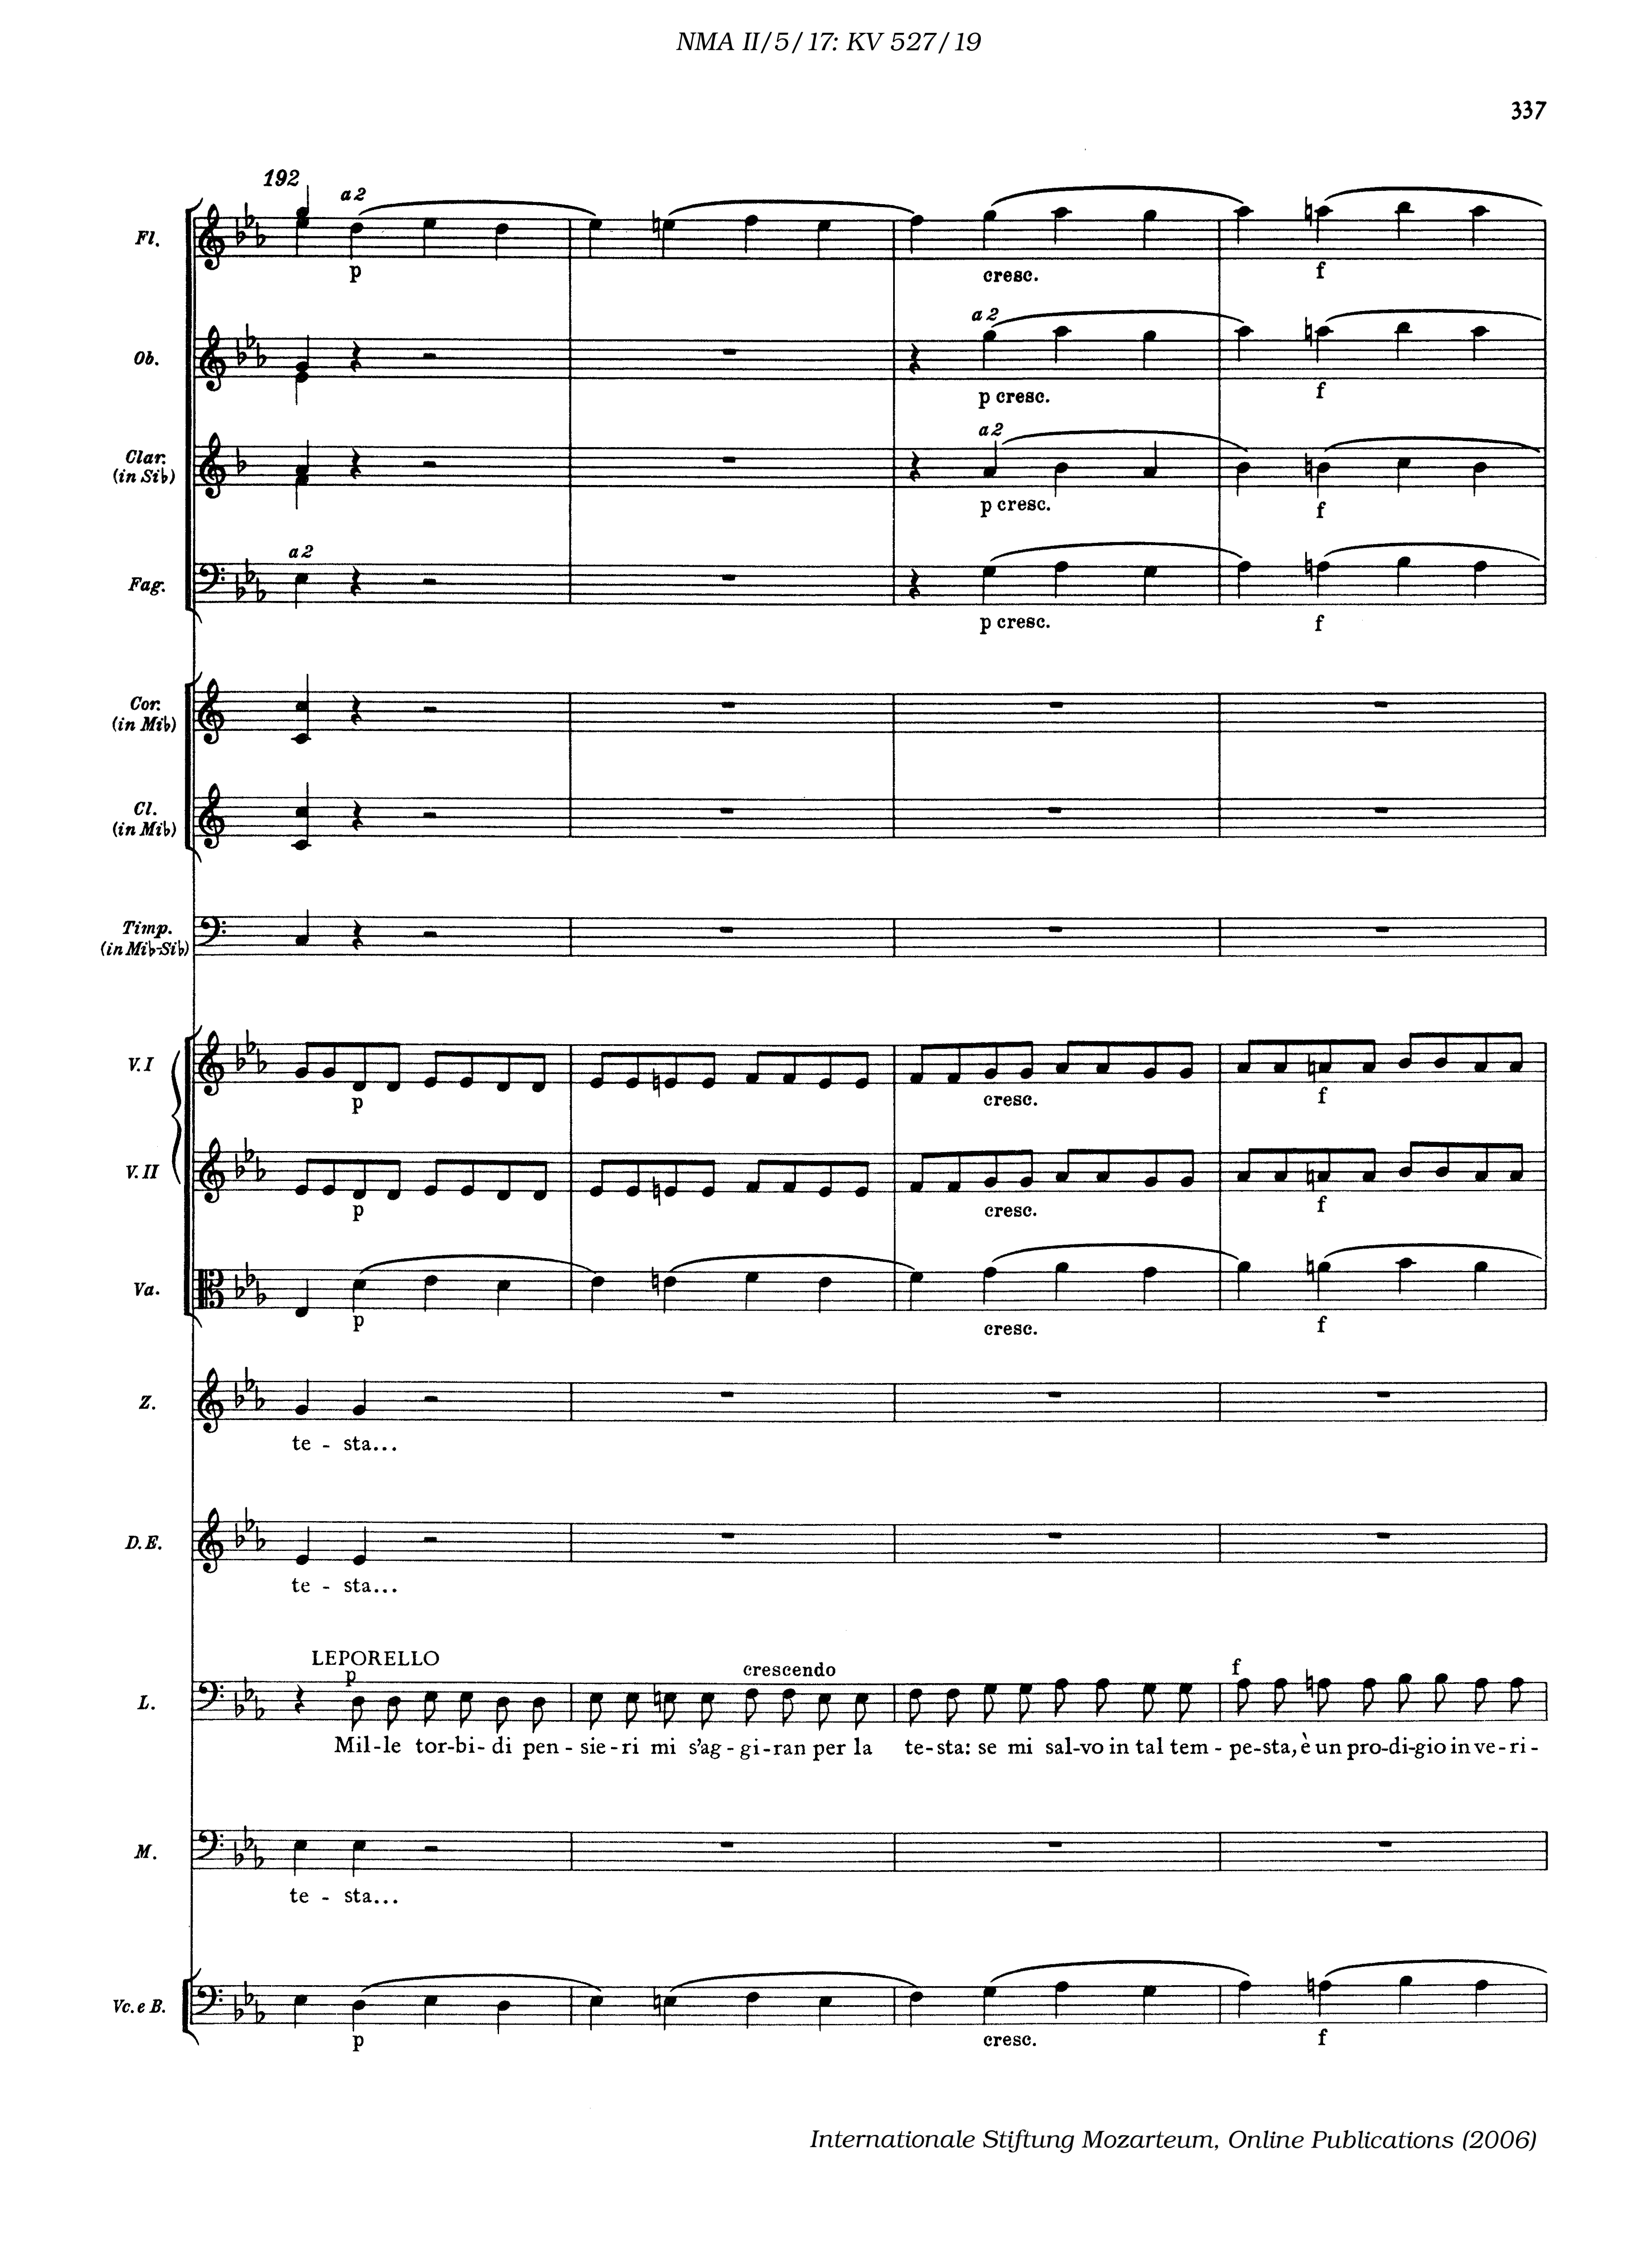 NMA II/5/17: KV 527/19
337
192
a 2
Fl.
p
cresc.
f
a 2
Ob.
p cresc.
f
a 2
Clar.
(in Si♭)
p cresc.
f
a 2
Fag.
p cresc.
f
Cor.
(in Mi♭)
Cl.
(in Mi♭)
Timp.
(in Mi♭-Si♭)
V. I
p
cresc.
f
V. II
p
cresc.
f
Va.
p
cresc.
f
Z.
te - sta...
D. E.
te - sta...
LEPORELLO
p
crescendo
f
L.
Mil-le tor-bi-di pen-sie-ri mi s'ag-gi-ran per la te-sta: se mi sal-vo in tal tem-pe-sta, è un pro-di-gio in ve-ri-
M.
te - sta...
Vc. e B.
p
cresc.
f
Internationale Stiftung Mozarteum, Online Publications (2006)